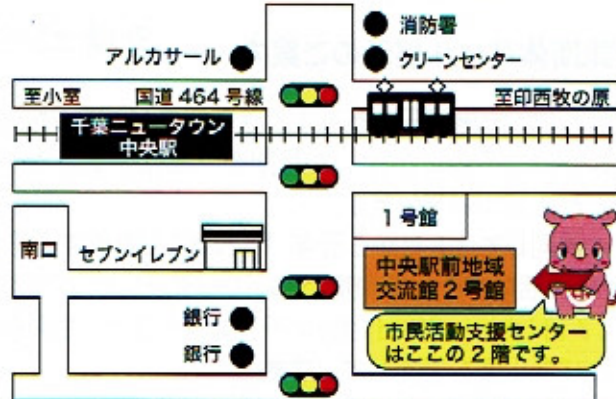 消防署
アルカサール
クリーンセンター
至小室
国道464号線
至印西牧の原
千葉ニュータウン
中央駅
1号館
南口
セブンイレブン
中央駅前地域
交流館2号館
銀行
銀行
市民活動支援センター
はここの2階です。